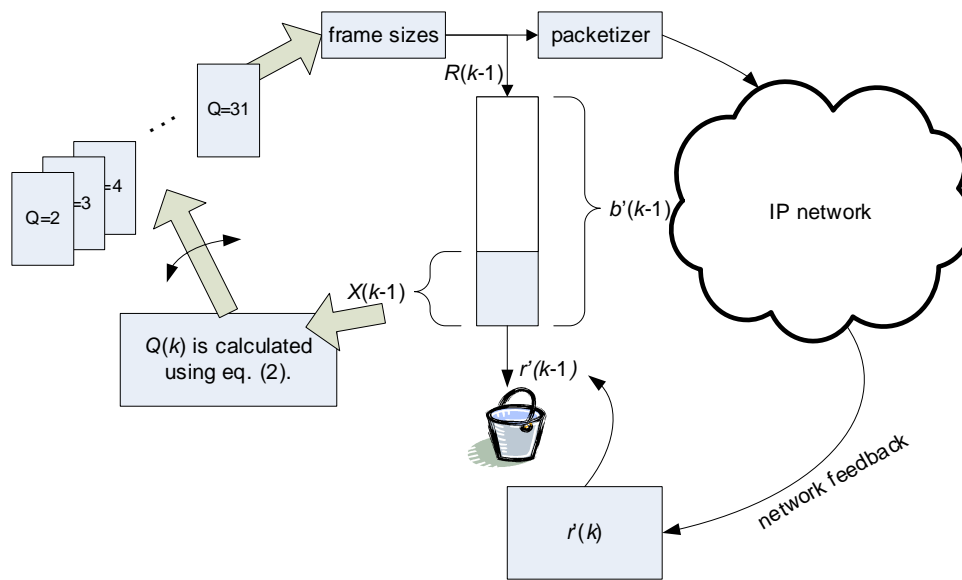 frame sizes
packetizer
R(k-1)
Q=31
...
=4
=3
Q=2
b'(k-1)
IP network
X(k-1)
Q(k) is calculated
using eq. (2).
r'(k-1)
network feedback
r'(k)